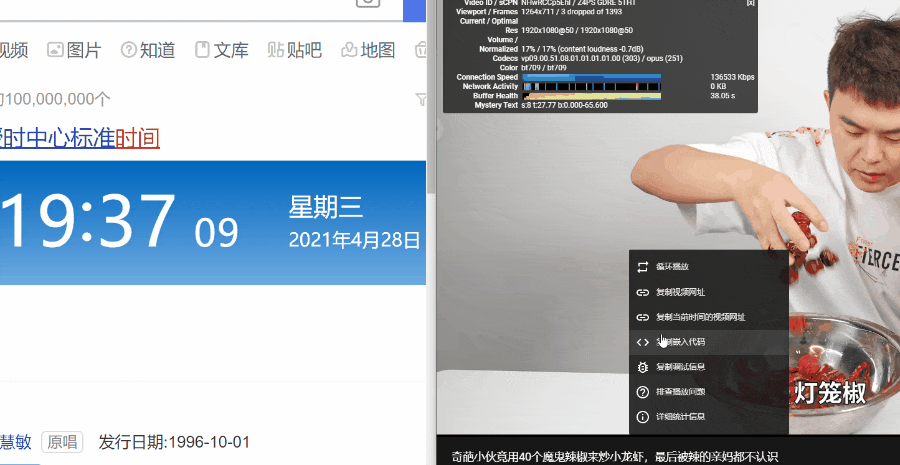 视频 图片 知道 文库 贴吧 地图
100,000,000个
时中心标准时间
19:37 09
星期三
2021年4月28日
慧敏 原唱 发行日期:1996-10-01
Video ID / sCPN
[x]
Viewport / Frames 1264x711 / 3 dropped of 1393
Current / Optimal
Res 1920x1080@50 / 1920x1080@50
Volume /
Normalized 17% / 17% (content loudness -0.7dB)
Codecs vp09.00.51.08.01.01.01.01.00 (303) / opus (251)
Color bt709 / bt709
Connection Speed 136533 Kbps
Network Activity 0 KB
Buffer Health 38.05 s
Mystery Text s:8 t:27.77 b:0.000-65.600
FIERCE
循环播放
复制视频网址
复制当前时间的视频网址
复制嵌入代码
复制调试信息
排查播放问题
详细统计信息
灯笼椒
奇葩小伙竟用40个魔鬼辣椒来炒小龙虾，最后被辣的亲妈都不认识